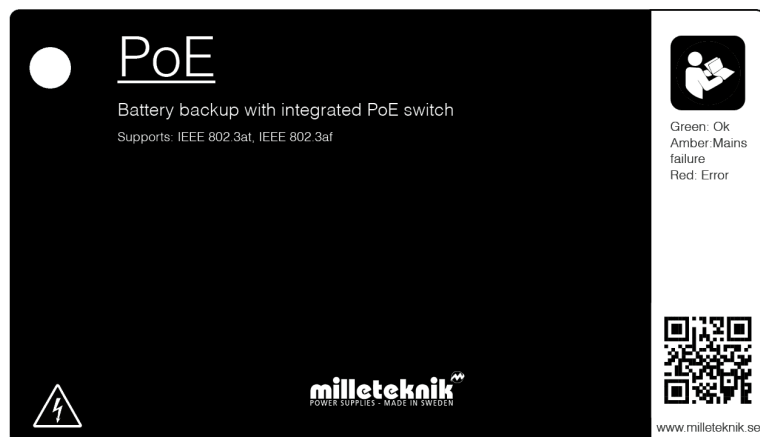 PoE
Battery backup with integrated PoE switch
Supports: IEEE 802.3at, IEEE 802.3af
milleteknik
POWER SUPPLIES - MADE IN SWEDEN
Green: Ok
Amber:Mains
failure
Red: Error
www.milleteknik.se